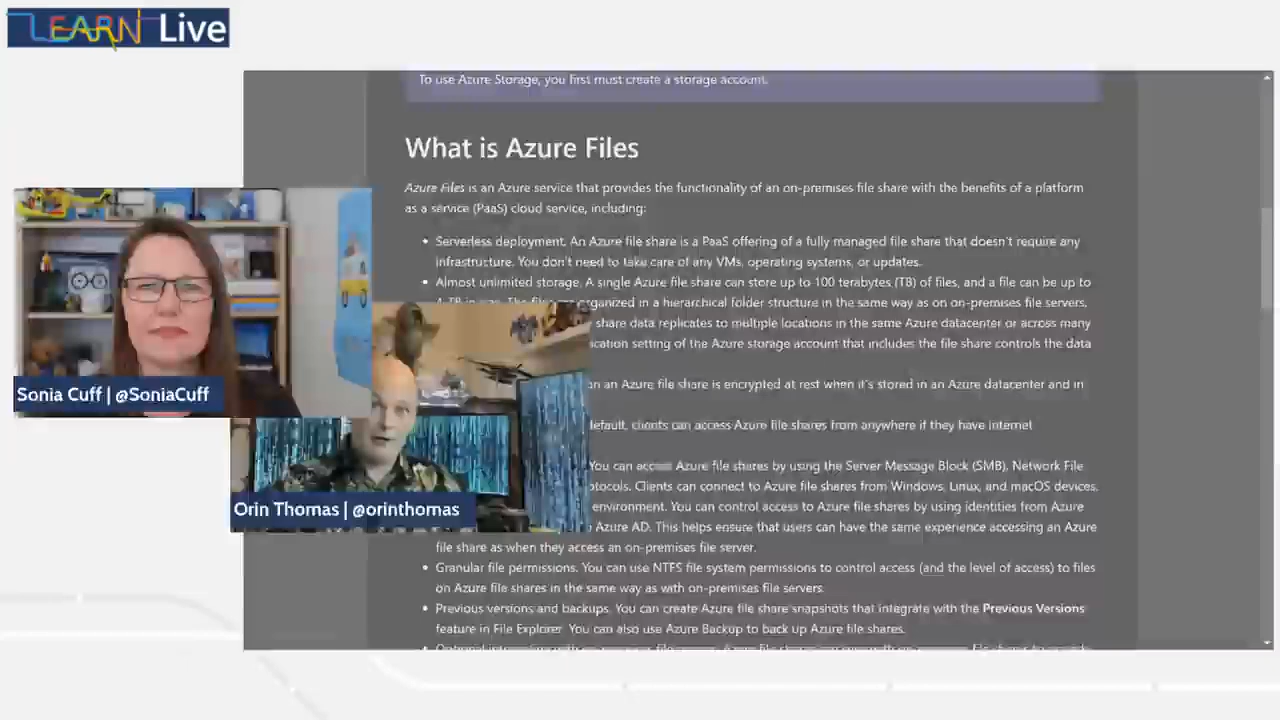 LEARN Live
To use Azure Storage, you first must create a storage account.
What is Azure Files
Azure Files is an Azure service that provides the functionality of an on-premises file share with the benefits of a platform
as a service (PaaS) cloud service, including:
• Serverless deployment. An Azure file share is a PaaS offering of a fully managed file share that doesn't require any
infrastructure. You don't need to take care of any VMs, operating systems, or updates.
• Almost unlimited storage. A single Azure file share can store up to 100 terabytes (TB) of files, and a file can be up to
organized in a hierarchical folder structure in the same way as on on-premises file servers.
share data replicates to multiple locations in the same Azure datacenter or across many
setting of the Azure storage account that includes the file share controls the data
on an Azure file share is encrypted at rest when it's stored in an Azure datacenter and in
default, clients can access Azure file shares from anywhere if they have internet
You can access Azure file shares by using the Server Message Block (SMB), Network File
Clients can connect to Azure file shares from Windows, Linux, and macOS devices.
environment. You can control access to Azure file shares by using identities from Azure
Azure AD. This helps ensure that users can have the same experience accessing an Azure
file share as when they access an on-premises file server.
• Granular file permissions. You can use NTFS file system permissions to control access (and the level of access) to files
on Azure file shares in the same way as with on-premises file servers.
• Previous versions and backups. You can create Azure file share snapshots that integrate with the Previous Versions
feature in File Explorer. You can also use Azure Backup to back up Azure file shares.
Sonia Cuff | @SoniaCuff
Orin Thomas | @orinthomas